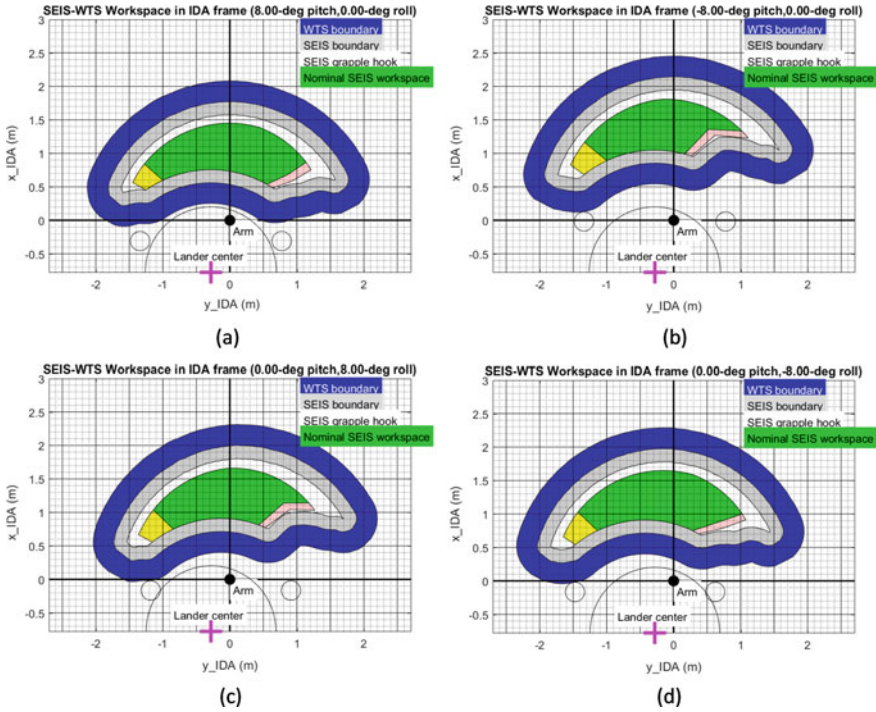 SEIS-WTS Workspace in IDA frame (8.00-deg pitch,0.00-deg roll)
WTS boundary
SEIS boundary
SEIS grapple hook
Nominal SEIS workspace
3
2.5
2
1.5
1
0.5
0
-0.5
x_IDA (m)
Arm
Lander center
-2
-1
0
1
2
y_IDA (m)
(a)
SEIS-WTS Workspace in IDA frame (-8.00-deg pitch,0.00-deg roll)
WTS boundary
SEIS boundary
SEIS grapple hook
Nominal SEIS workspace
3
2.5
2
1.5
1
0.5
0
-0.5
x_IDA (m)
Arm
Lander center
-2
-1
0
1
2
y_IDA (m)
(b)
SEIS-WTS Workspace in IDA frame (0.00-deg pitch,8.00-deg roll)
WTS boundary
SEIS boundary
SEIS grapple hook
Nominal SEIS workspace
3
2.5
2
1.5
1
0.5
0
-0.5
x_IDA (m)
Arm
Lander center
-2
-1
0
1
2
y_IDA (m)
(c)
SEIS-WTS Workspace in IDA frame (0.00-deg pitch,-8.00-deg roll)
WTS boundary
SEIS boundary
SEIS grapple hook
Nominal SEIS workspace
3
2.5
2
1.5
1
0.5
0
-0.5
x_IDA (m)
Arm
Lander center
-2
-1
0
1
2
y_IDA (m)
(d)